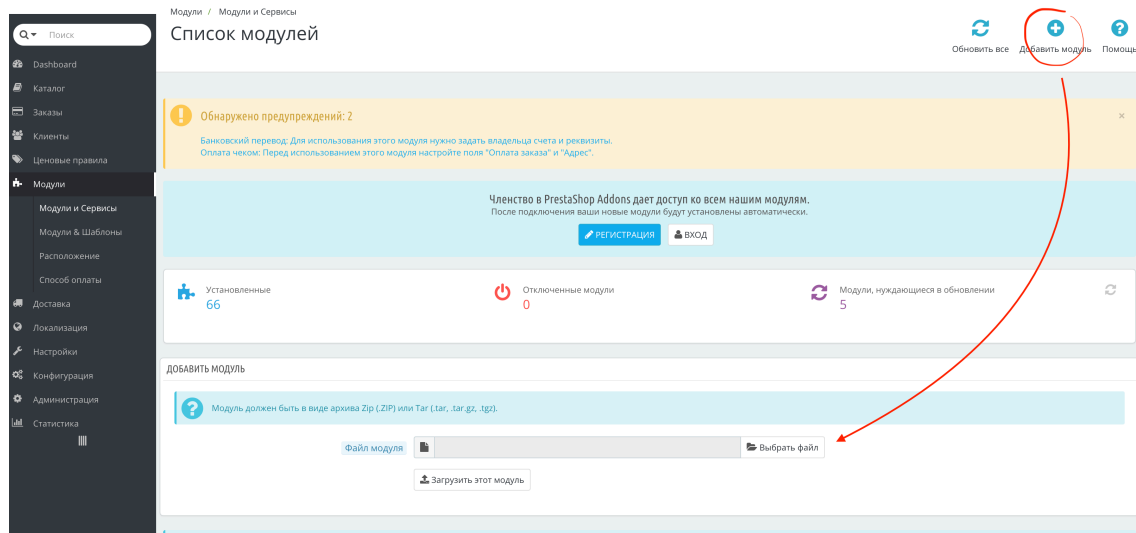 Модули / Модули и Сервисы
Список модулей
Обновить все
Добавить модуль
Помощь
Поиск
Dashboard
Каталог
Заказы
Клиенты
Ценовые правила
Модули
Модули и Сервисы
Модули & Шаблоны
Расположение
Способ оплаты
Доставка
Локализация
Настройки
Конфигурация
Администрация
Статистика
Обнаружено предупреждений: 2
×
Банковский перевод: Для использования этого модуля нужно задать владельца счета и реквизиты.
Оплата чеком: Перед использованием этого модуля настройте поля "Оплата заказа" и "Адрес".
Членство в PrestaShop Addons дает доступ ко всем нашим модулям.
После подключения ваши новые модули будут установлены автоматически.
РЕГИСТРАЦИЯ
ВХОД
Установленные
66
Отключенные модули
0
Модули, нуждающиеся в обновлении
5
ДОБАВИТЬ МОДУЛЬ
Модуль должен быть в виде архива Zip (.ZIP) или Tar (.tar, .tar.gz, .tgz).
Файл модуля
Выбрать файл
Загрузить этот модуль